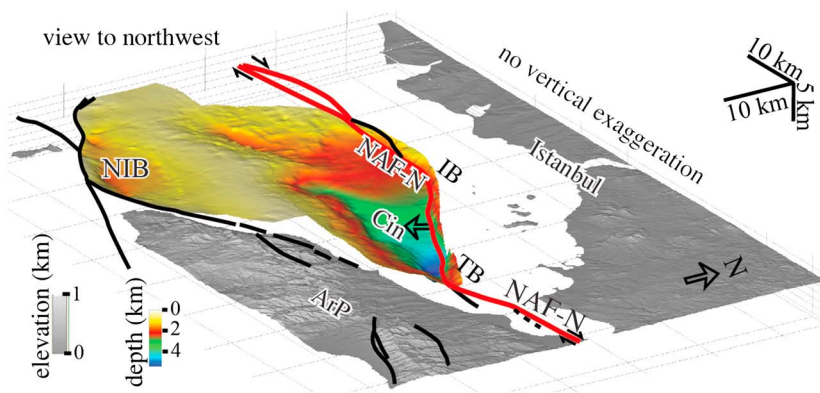 view to northwest
no vertical exaggeration
10 km
5 km
10 km
NAF-N
IB
Istanbul
NIB
Cin
TB
N
NAF-N
ArP
elevation (km)
1
0
depth (km)
0
2
4